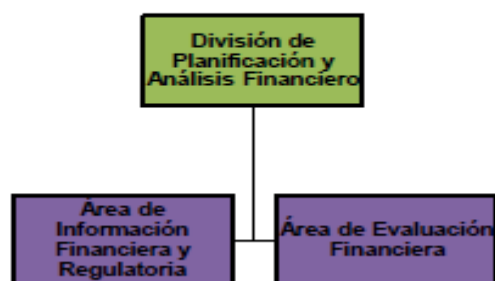 División de
Planificación y
Análisis Financiero
Área de
Información
Financiera y
Regulatoria
Área de Evaluación
Financiera